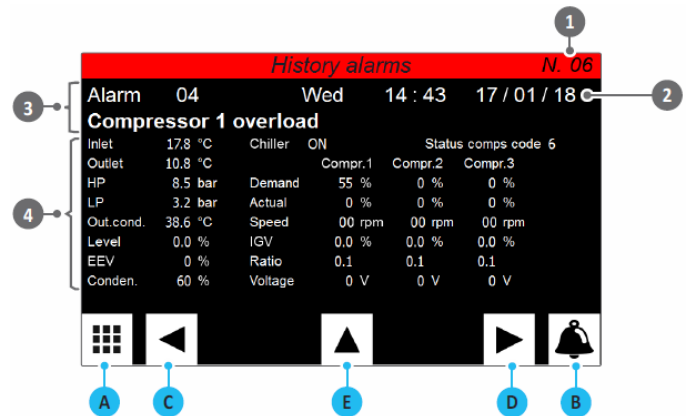 1
History alarms N. 06
2
3
Alarm 04 Wed 14 : 43 17 / 01 / 18
Compressor 1 overload
4
Inlet 17.8 °C Chiller ON Status comps code 6
Outlet 10.8 °C Compr.1 Compr.2 Compr.3
HP 8.5 bar Demand 55 % 0 % 0 %
LP 3.2 bar Actual 0 % 0 % 0 %
Out.cond. 38.6 °C Speed 00 rpm 00 rpm 00 rpm
Level 0.0 % IGV 0.0 % 0.0 % 0.0 %
EEV 0 % Ratio 0.1 0.1 0.1
Conden. 60 % Voltage 0 V 0 V 0 V
A C E D B